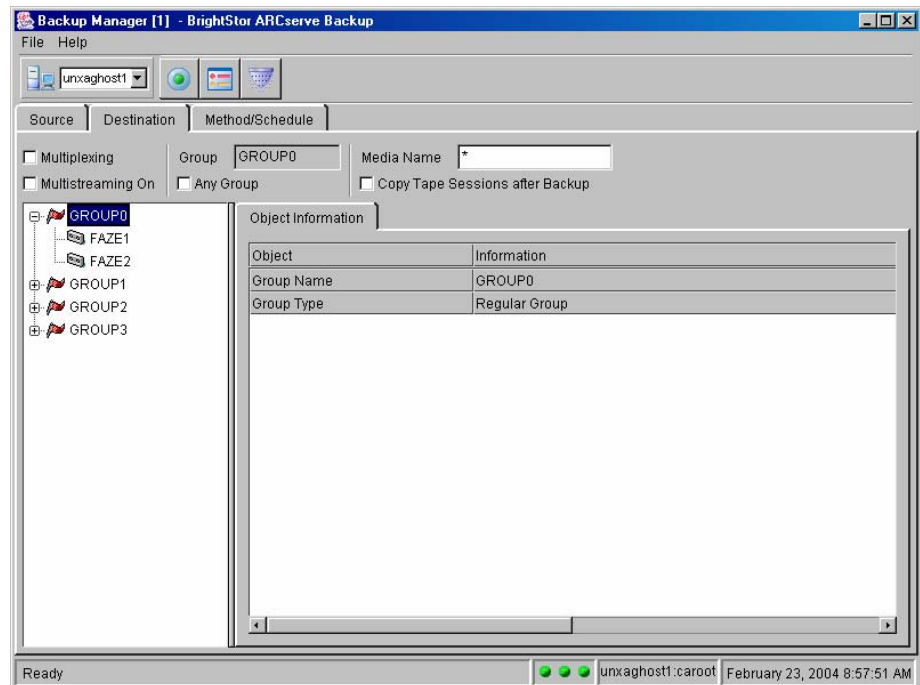 Backup Manager [1] - BrightStor ARCserve Backup
File Help
unxaghost1
Source Destination Method/Schedule
Multiplexing Group GROUP0 Media Name *
Multistreaming On Any Group Copy Tape Sessions after Backup
GROUP0
FAZE1
FAZE2
GROUP1
GROUP2
GROUP3
Object Information
Object Information
Group Name GROUP0
Group Type Regular Group
Ready unxaghost1:caroot February 23, 2004 8:57:51 AM